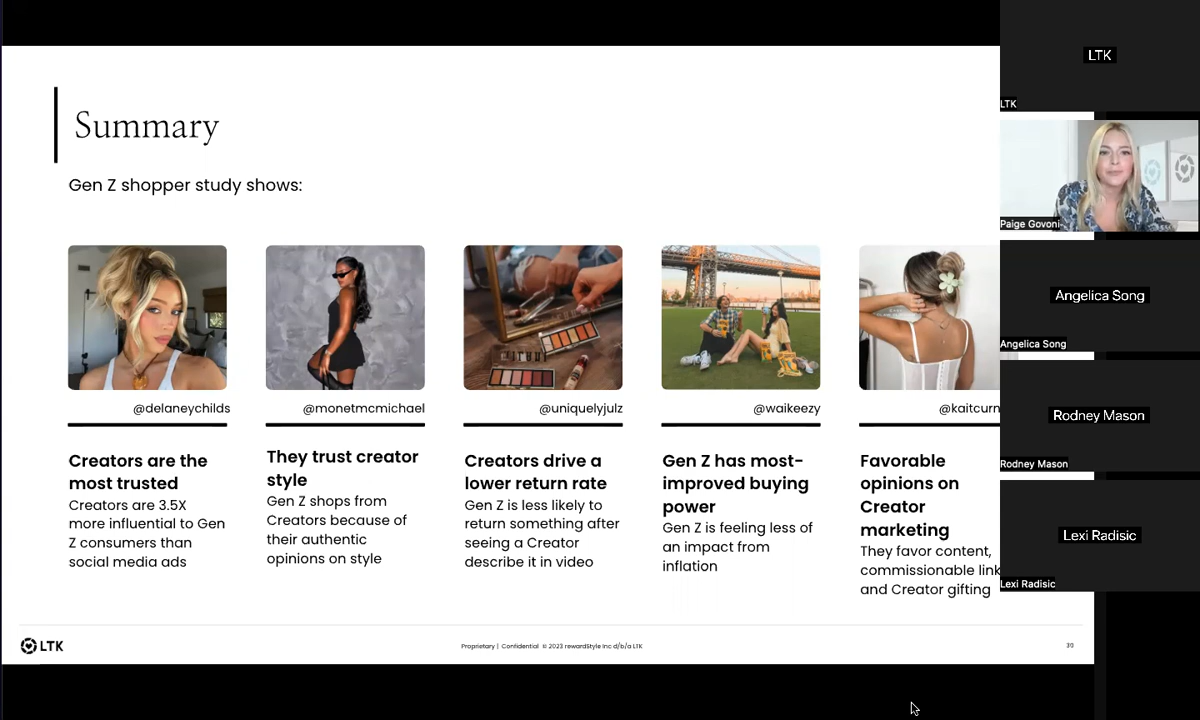 Summary
Gen Z shopper study shows:
@delaneychilds
@monetmcmichael
@uniquelyjulz
@waikeezy
@kaitcurn
Creators are the
most trusted
Creators are 3.5X
more influential to Gen
Z consumers than
social media ads
They trust creator
style
Gen Z shops from
Creators because of
their authentic
opinions on style
Creators drive a
lower return rate
Gen Z is less likely to
return something after
seeing a Creator
describe it in video
Gen Z has most-
improved buying
power
Gen Z is feeling less of
an impact from
inflation
Favorable
opinions on
Creator
marketing
They favor content,
commissionable link
and Creator gifting
LTK
Proprietary | Confidential © 2023 rewardStyle Inc d/b/a LTK
LTK
LTK
Paige Govoni
Angelica Song
Angelica Song
Rodney Mason
Rodney Mason
Lexi Radisic
Lexi Radisic